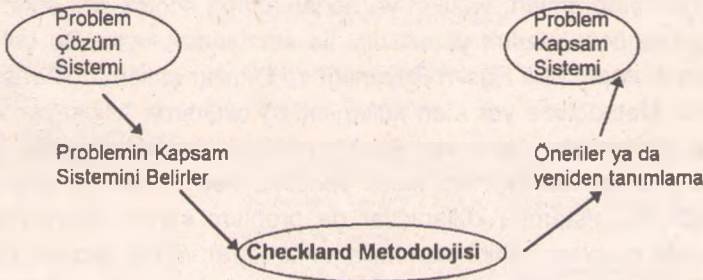 Problem
Çözüm
Sistemi
Problem
Kapsam
Sistemi
Problemin Kapsam
Sistemini Belirler
Öneriler ya da
yeniden tanımlama
Checkland Metodolojisi